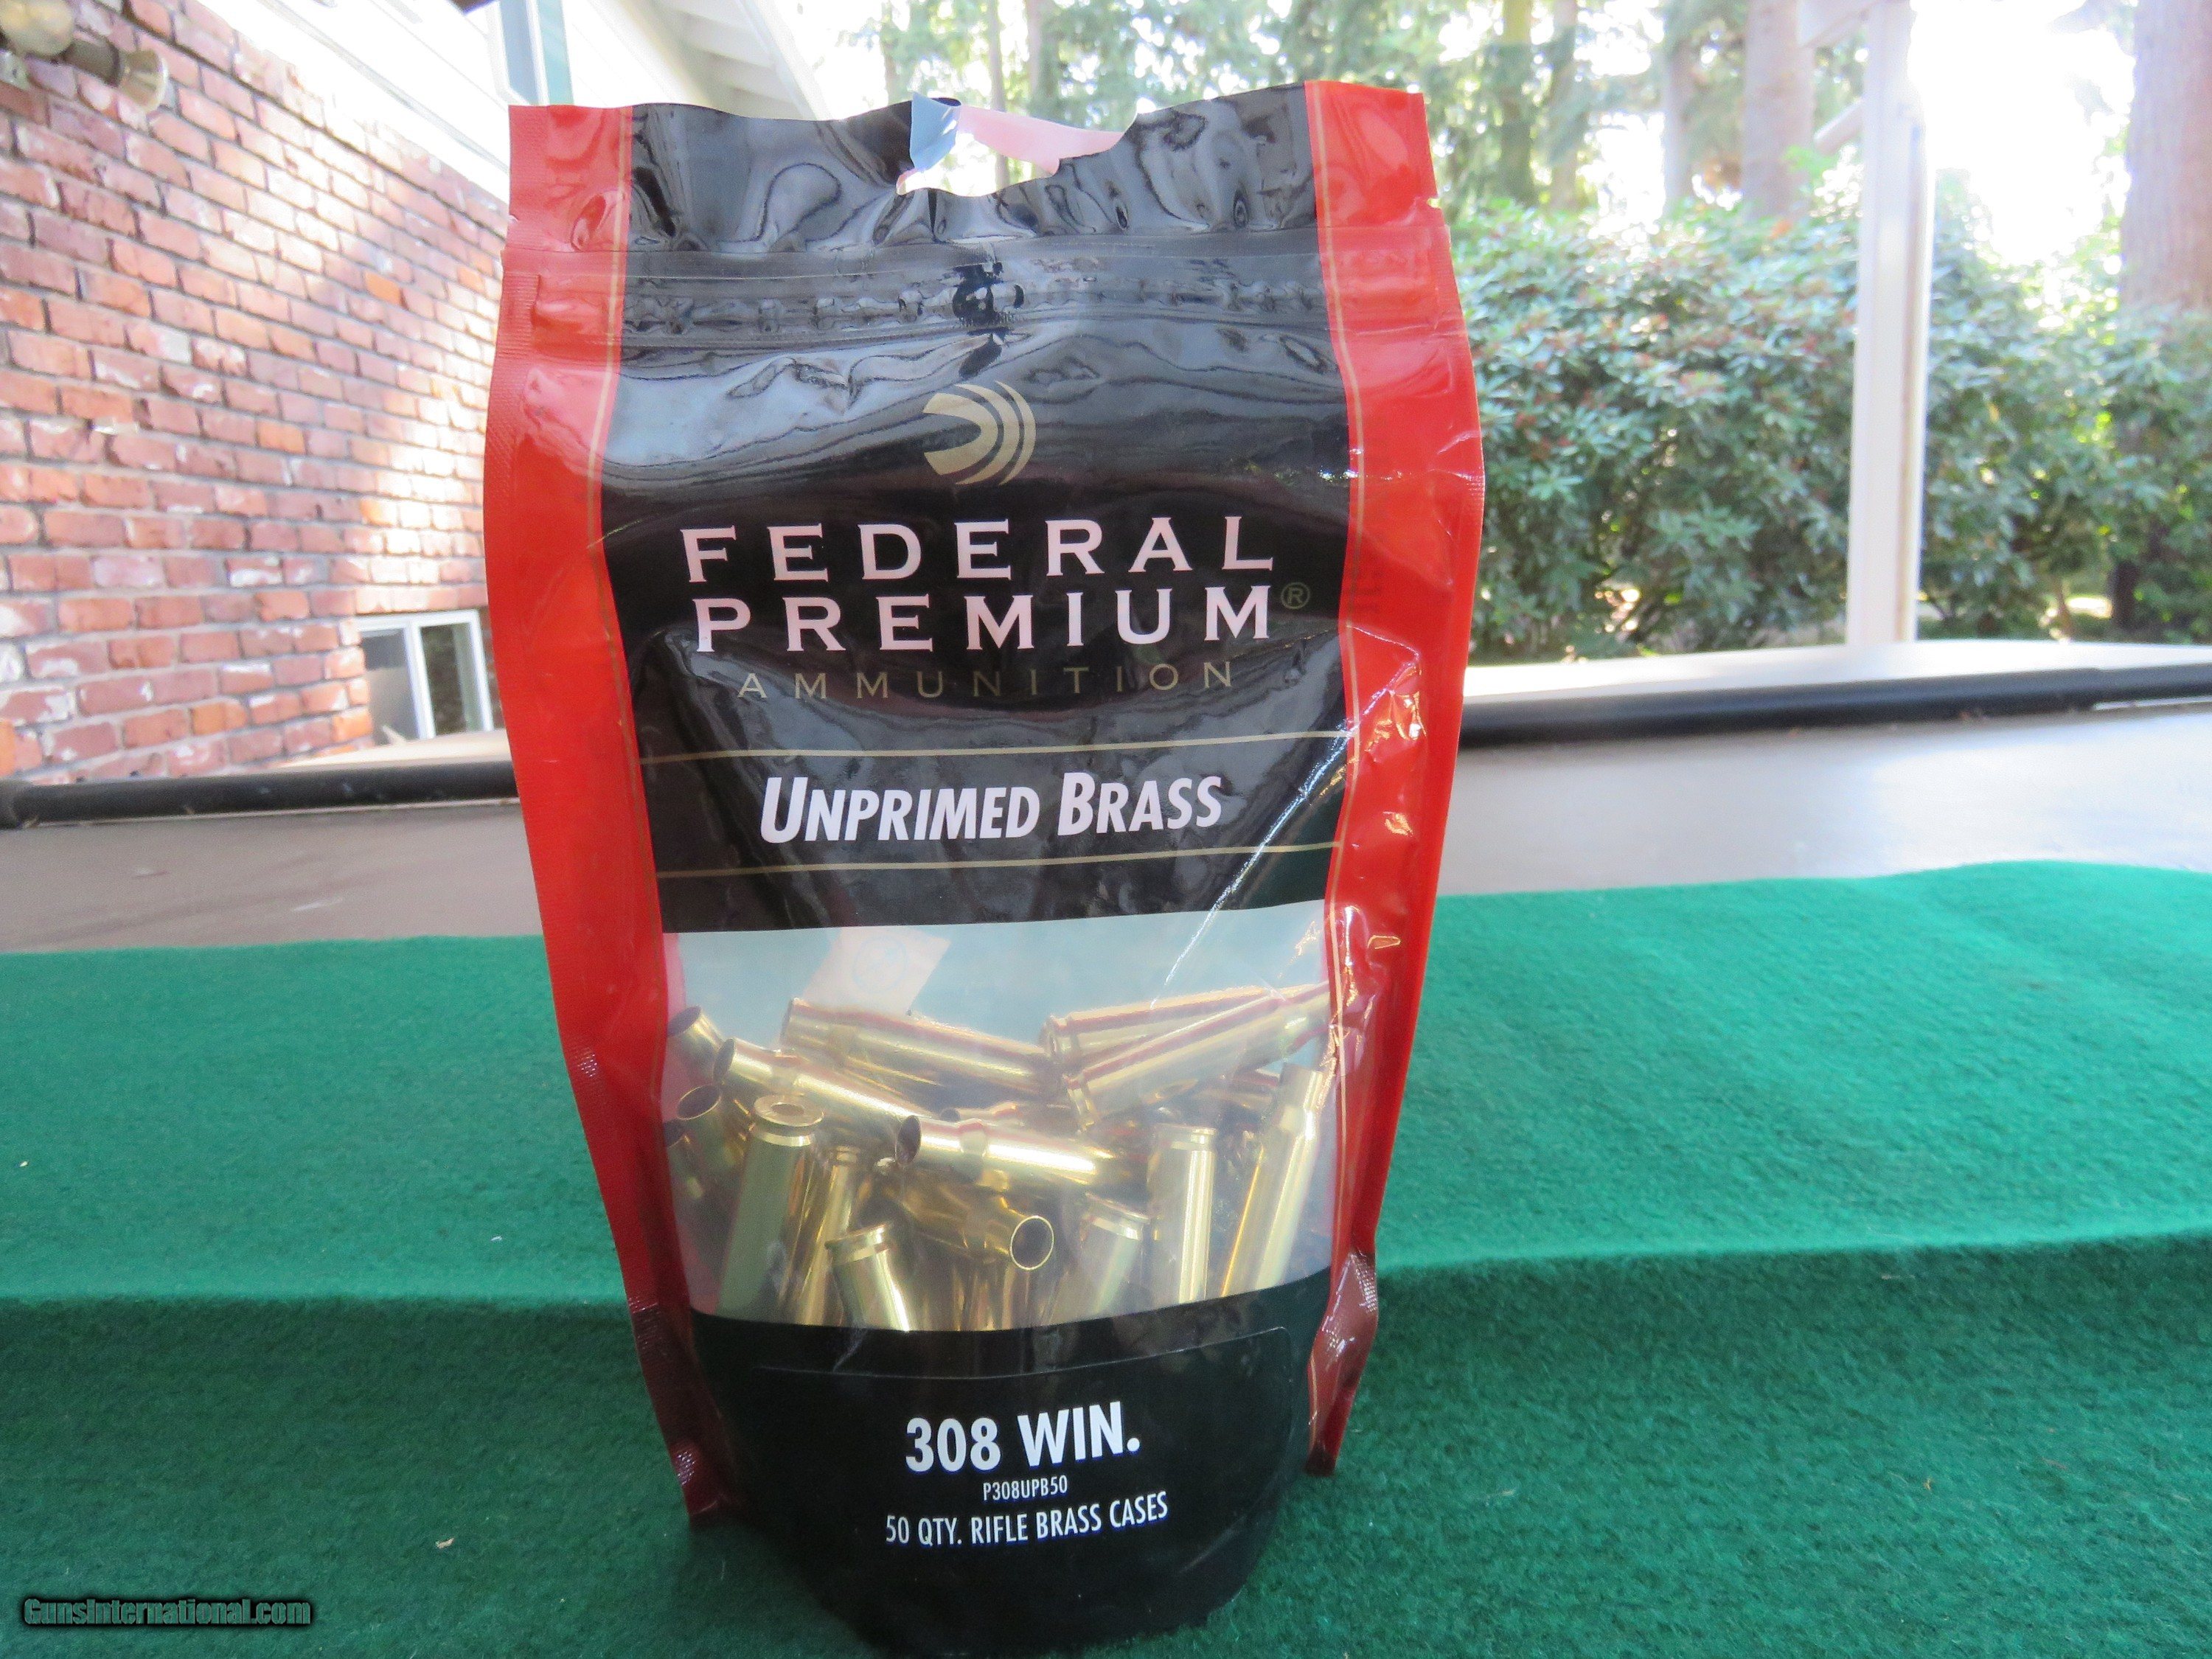 FEDERAL
PREMIUM®
AMMUNITION
UNPRIMED BRASS
308 WIN.
P308UPB50
50 QTY. RIFLE BRASS CASES
GunsInternational.com